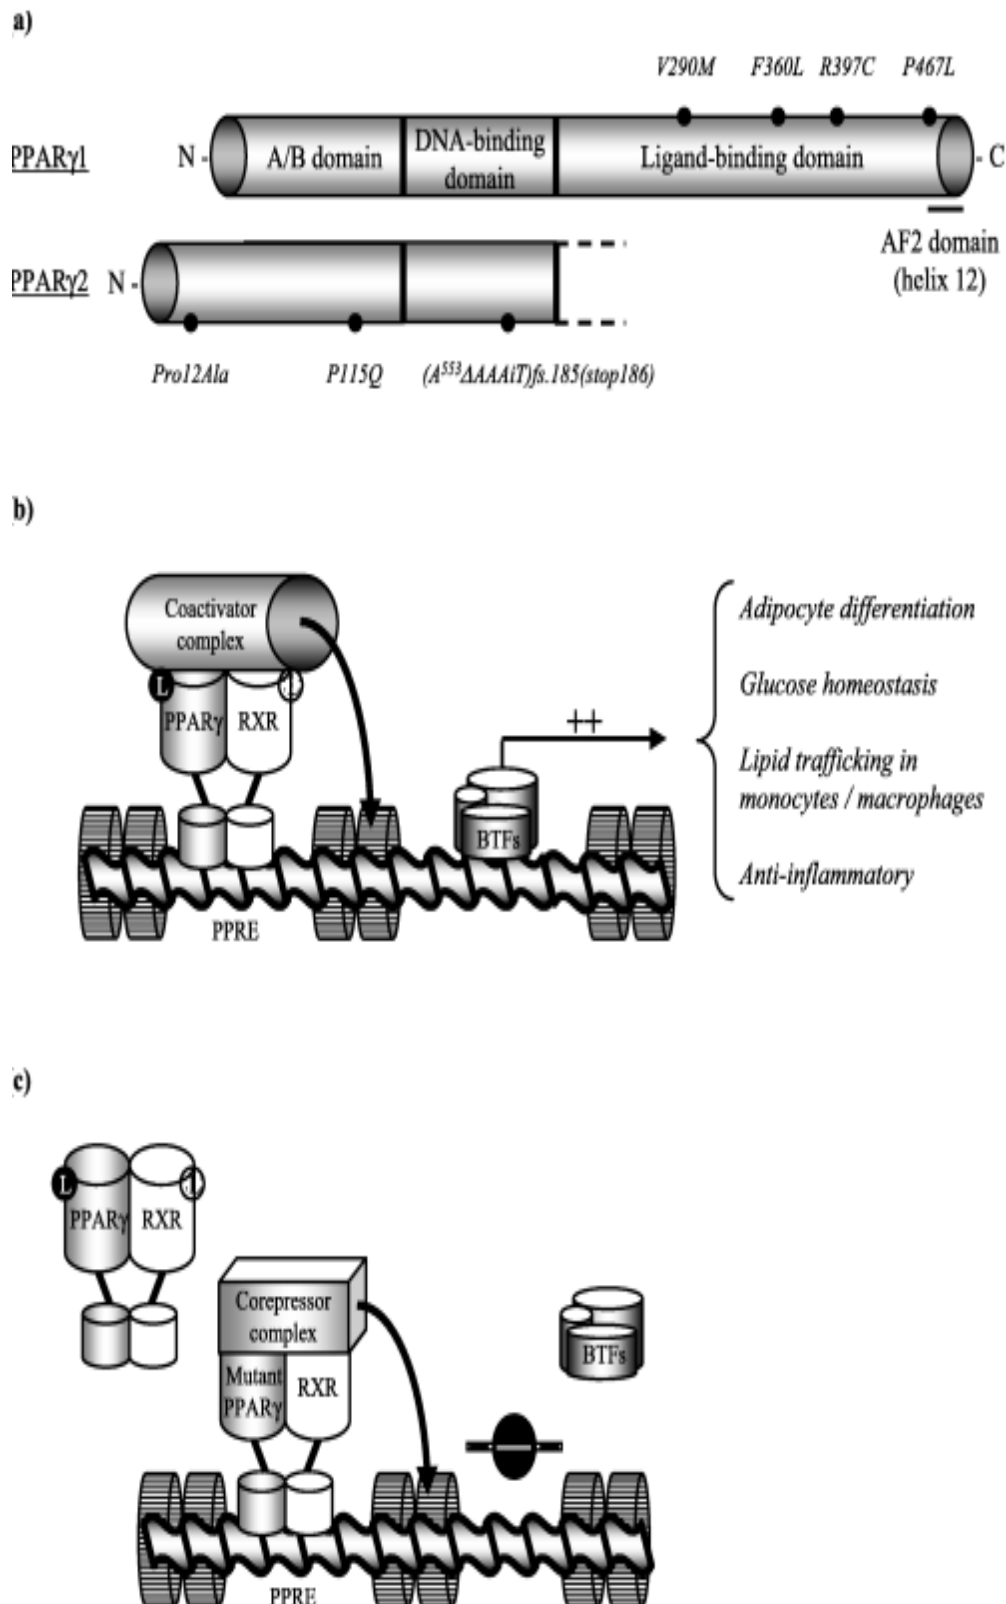 a)
V290M F360L R397C P467L
PPARγ1 N - A/B domain DNA-binding domain Ligand-binding domain - C
AF2 domain
(helix 12)
PPARγ2 N -
Pro12Ala P115Q (A⁵⁵³ΔAAAiT)fs.185(stop186)
b)
Coactivator
complex
L L
PPARγ RXR
++
BTFs
PPRE
Adipocyte differentiation
Glucose homeostasis
Lipid trafficking in
monocytes / macrophages
Anti-inflammatory
c)
L L
PPARγ RXR
Corepressor
complex
Mutant
PPARγ RXR
BTFs
PPRE